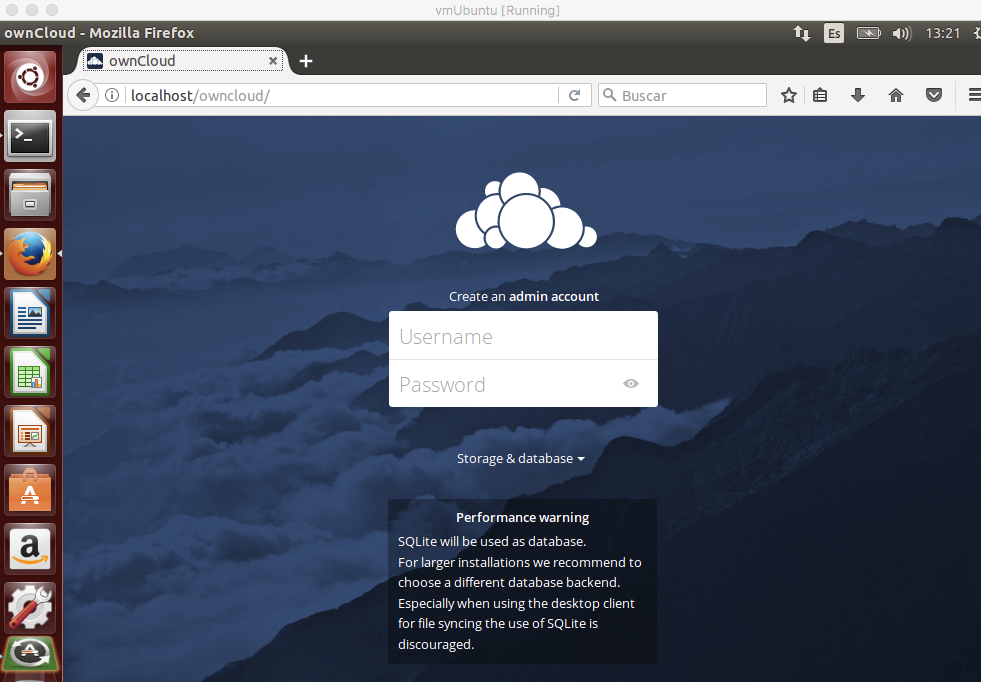 vmUbuntu [Running]
ownCloud - Mozilla Firefox
Es
13:21
ownCloud
localhost/owncloud/
Buscar
Create an admin account
Username
Password
Storage & database
Performance warning
SQLite will be used as database.
For larger installations we recommend to
choose a different database backend.
Especially when using the desktop client
for file syncing the use of SQLite is
discouraged.